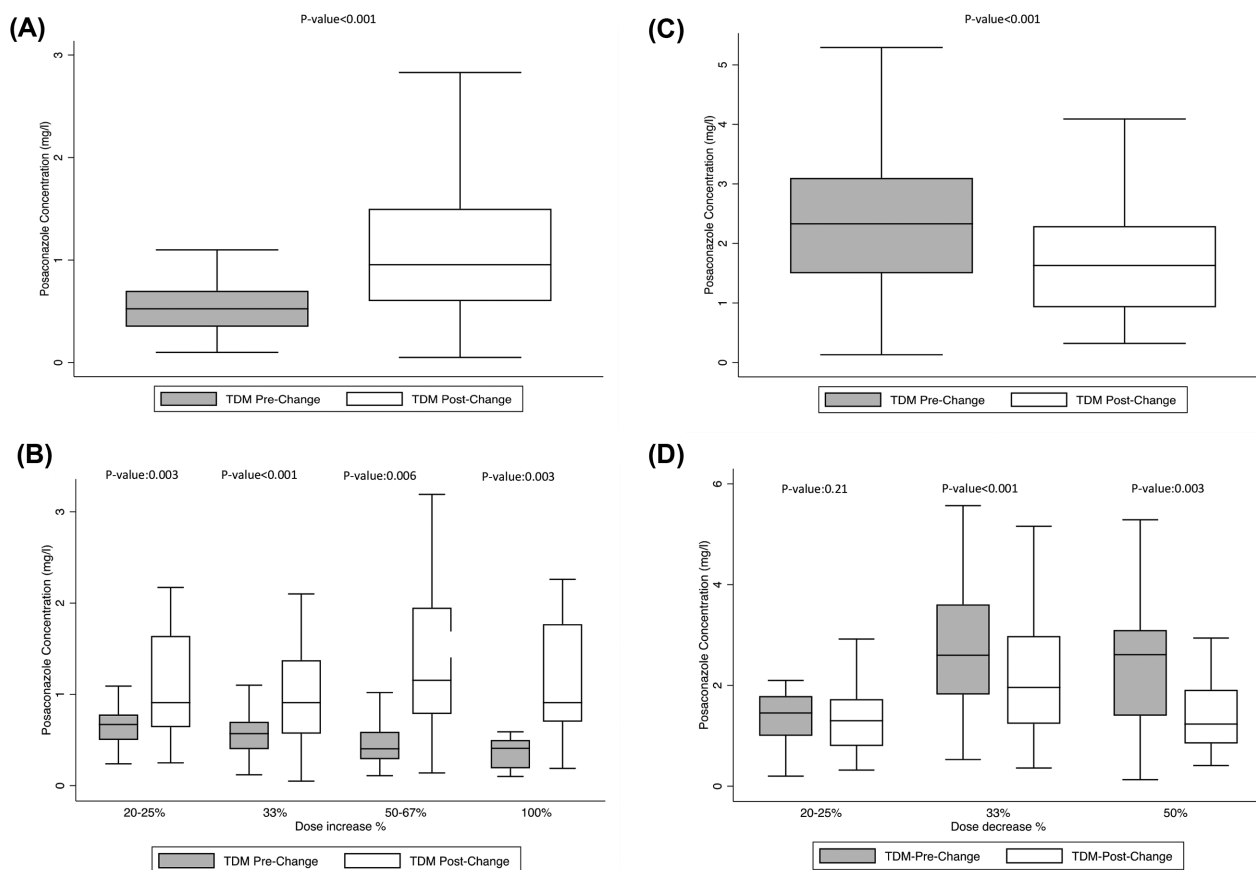 (A)
P-value<0.001
Posaconazole Concentration (mg/l)
3
2
1
0
TDM Pre-Change
TDM Post-Change
(C)
P-value<0.001
Posaconazole Concentration (mg/l)
5
4
3
2
1
0
TDM Pre-Change
TDM Post-Change
(B)
P-value:0.003
P-value<0.001
P-value:0.006
P-value:0.003
Posaconazole Concentration (mg/l)
3
2
1
0
20-25%
33%
50-67%
100%
Dose increase %
TDM Pre-Change
TDM Post-Change
(D)
P-value:0.21
P-value<0.001
P-value:0.003
Posaconazole Concentration (mg/l)
6
4
2
0
20-25%
33%
50%
Dose decrease %
TDM-Pre-Change
TDM-Post-Change